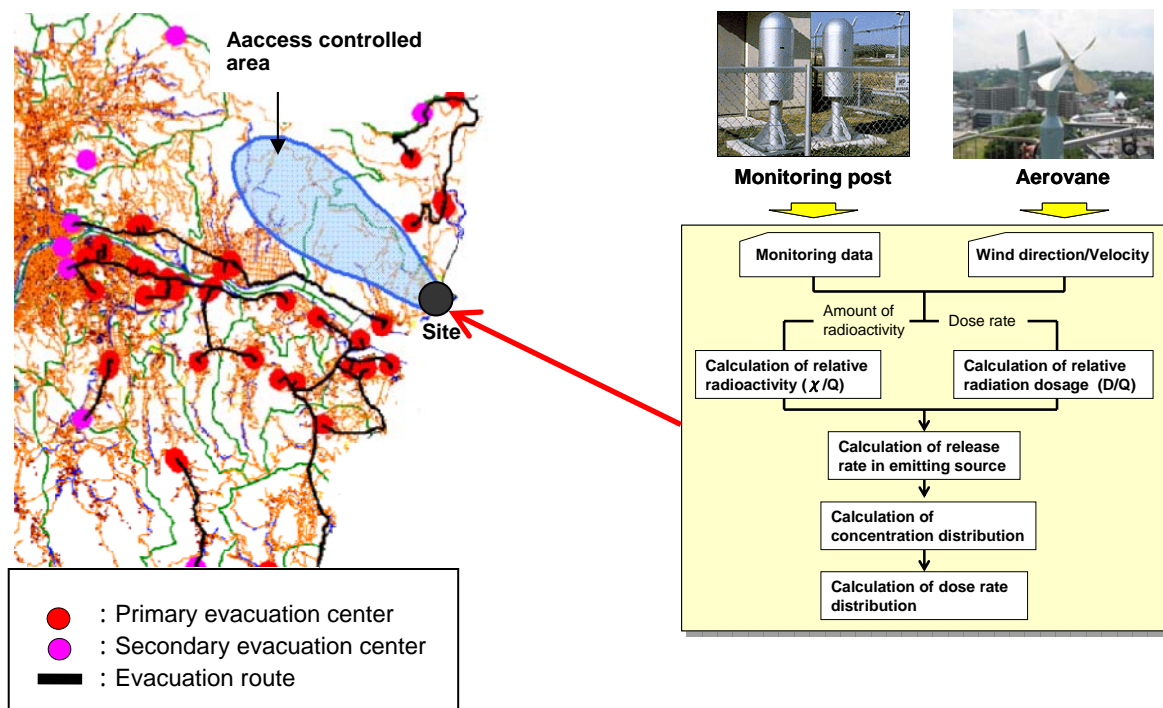 Aaccess controlled
area
Site
: Primary evacuation center
: Secondary evacuation center
: Evacuation route
Monitoring post
Aerovane
Monitoring data
Wind direction/Velocity
Amount of
radioactivity
Dose rate
Calculation of relative
radioactivity (χ/Q)
Calculation of relative
radiation dosage (D/Q)
Calculation of release
rate in emitting source
Calculation of
concentration distribution
Calculation of dose rate
distribution